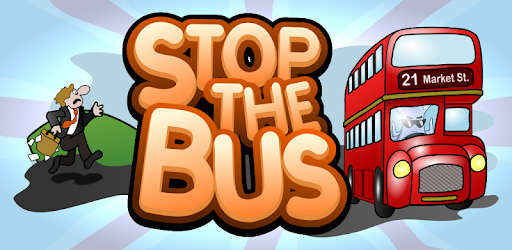 STOP
THE
BUS
21 Market St.